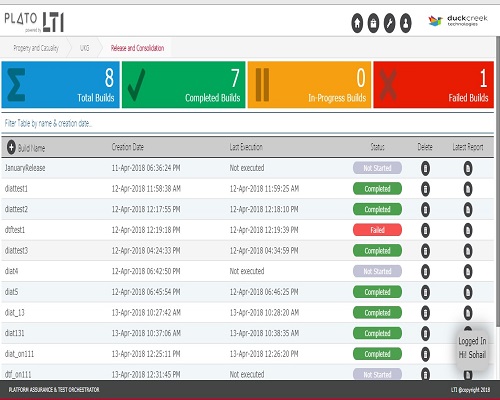 PLATO powered by LTI
duckcreek technologies
Property and Casualty UKG Release and Consolidation
8 Total Builds
7 Completed Builds
0 In-Progress Builds
1 Failed Builds
Filter Table by name & creation date..
Build Name Creation Date Last Execution Status Delete Latest Report
JanuaryRelease 11-Apr-2018 06:36:24 PM Not executed Not Started
diattest1 12-Apr-2018 11:58:38 AM 12-Apr-2018 11:59:25 AM Completed
diattest2 12-Apr-2018 12:17:55 PM 12-Apr-2018 12:18:10 PM Completed
dtftest1 12-Apr-2018 12:19:18 PM 12-Apr-2018 12:19:39 PM Failed
diattest3 12-Apr-2018 04:24:33 PM 12-Apr-2018 04:34:59 PM Completed
diat4 12-Apr-2018 06:42:50 PM Not executed Not Started
diat5 12-Apr-2018 06:45:54 PM 12-Apr-2018 06:46:25 PM Completed
diat_13 13-Apr-2018 10:27:42 AM 13-Apr-2018 10:28:20 AM Completed
diat131 13-Apr-2018 10:37:06 AM 13-Apr-2018 10:38:35 AM Completed
diat_on111 13-Apr-2018 12:25:11 PM 13-Apr-2018 12:26:20 PM Completed
dtf_on111 13-Apr-2018 12:31:45 PM Not executed Not Started
Logged In
Hi! Sohail
PLATFORM ASSURANCE & TEST ORCHESTRATOR LTI @copyright 2018